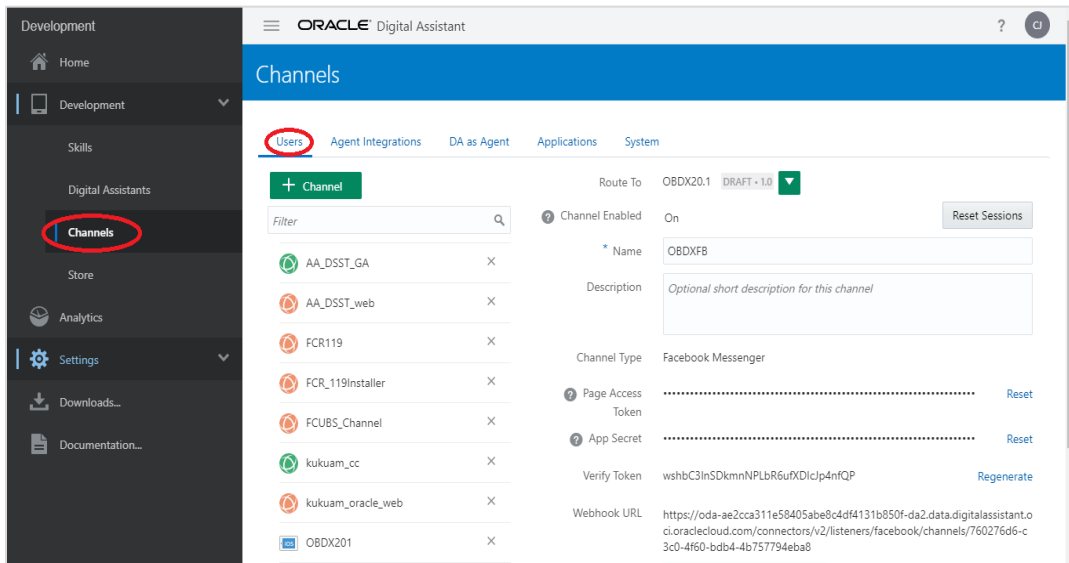 Development
Home
Development
Skills
Digital Assistants
Channels
Store
Analytics
Settings
Downloads...
Documentation...
ORACLE® Digital Assistant
?
CJ
Channels
Users Agent Integrations DA as Agent Applications System
+ Channel
Filter
AA_DSST_GA ×
AA_DSST_web ×
FCR119 ×
FCR_119Installer ×
FCUBS_Channel ×
kukuam_cc ×
kukuam_oracle_web ×
iOS OBDX201 ×
Route To OBDX20.1 DRAFT • 1.0
? Channel Enabled On Reset Sessions
* Name OBDXFB
Description Optional short description for this channel
Channel Type Facebook Messenger
? Page Access Reset
Token
? App Secret Reset
Verify Token wshbC3InSDkmnNPLbR6ufXDIcJp4nfQP Regenerate
Webhook URL https://oda-ae2cca311e58405abe8c4df4131b850f-da2.data.digitalassistant.o
ci.oraclecloud.com/connectors/v2/listeners/facebook/channels/760276d6-c
3c0-4f60-bdb4-4b757794eba8